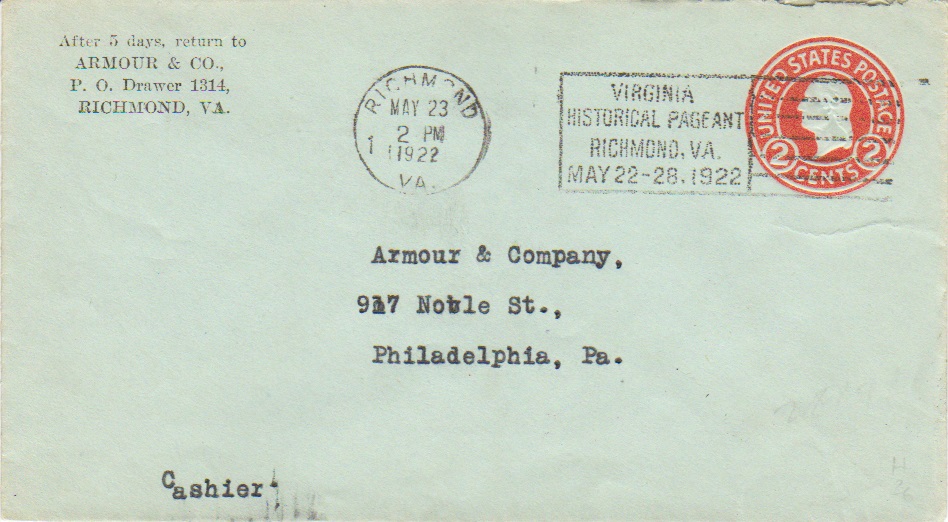 After 5 days, return to
ARMOUR & CO.,
P. O. Drawer 1314,
RICHMOND, VA.
RICHMOND
MAY 23
2 PM
1 1922
VA.
VIRGINIA
HISTORICAL PAGEANT
RICHMOND, VA.
MAY 22-28, 1922
UNITED STATES POSTAGE
2 2
CENTS
Armour & Company,
917 Noble St.,
Philadelphia, Pa.
Cashier